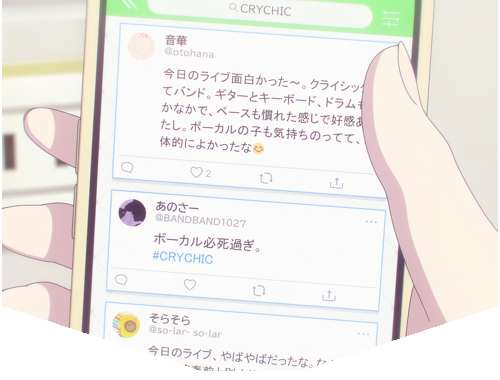 CRYCHIC
音華
@otohana
今日のライブ面白かった〜。クライシッ
てバンド。ギターとキーボード、ドラムも
かなかで、ベースも慣れた感じで好感
たし。ボーカルの子も気持ちのってて、
体的によかったな😊
2
あのさー
@BANDBAND1027
ボーカル必死過ぎ。
#CRYCHIC
そらそら
@so-lar- so-lar
今日のライブ、やばやばだったな。